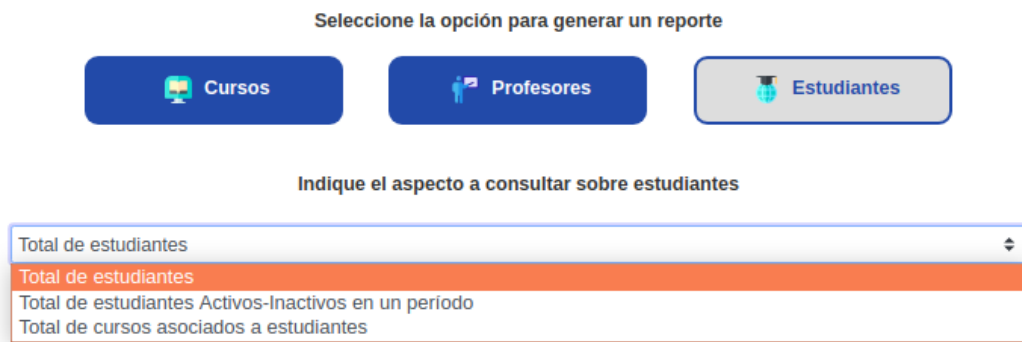 Seleccione la opción para generar un reporte
Cursos
Profesores
Estudiantes
Indique el aspecto a consultar sobre estudiantes
Total de estudiantes
Total de estudiantes
Total de estudiantes Activos-Inactivos en un período
Total de cursos asociados a estudiantes